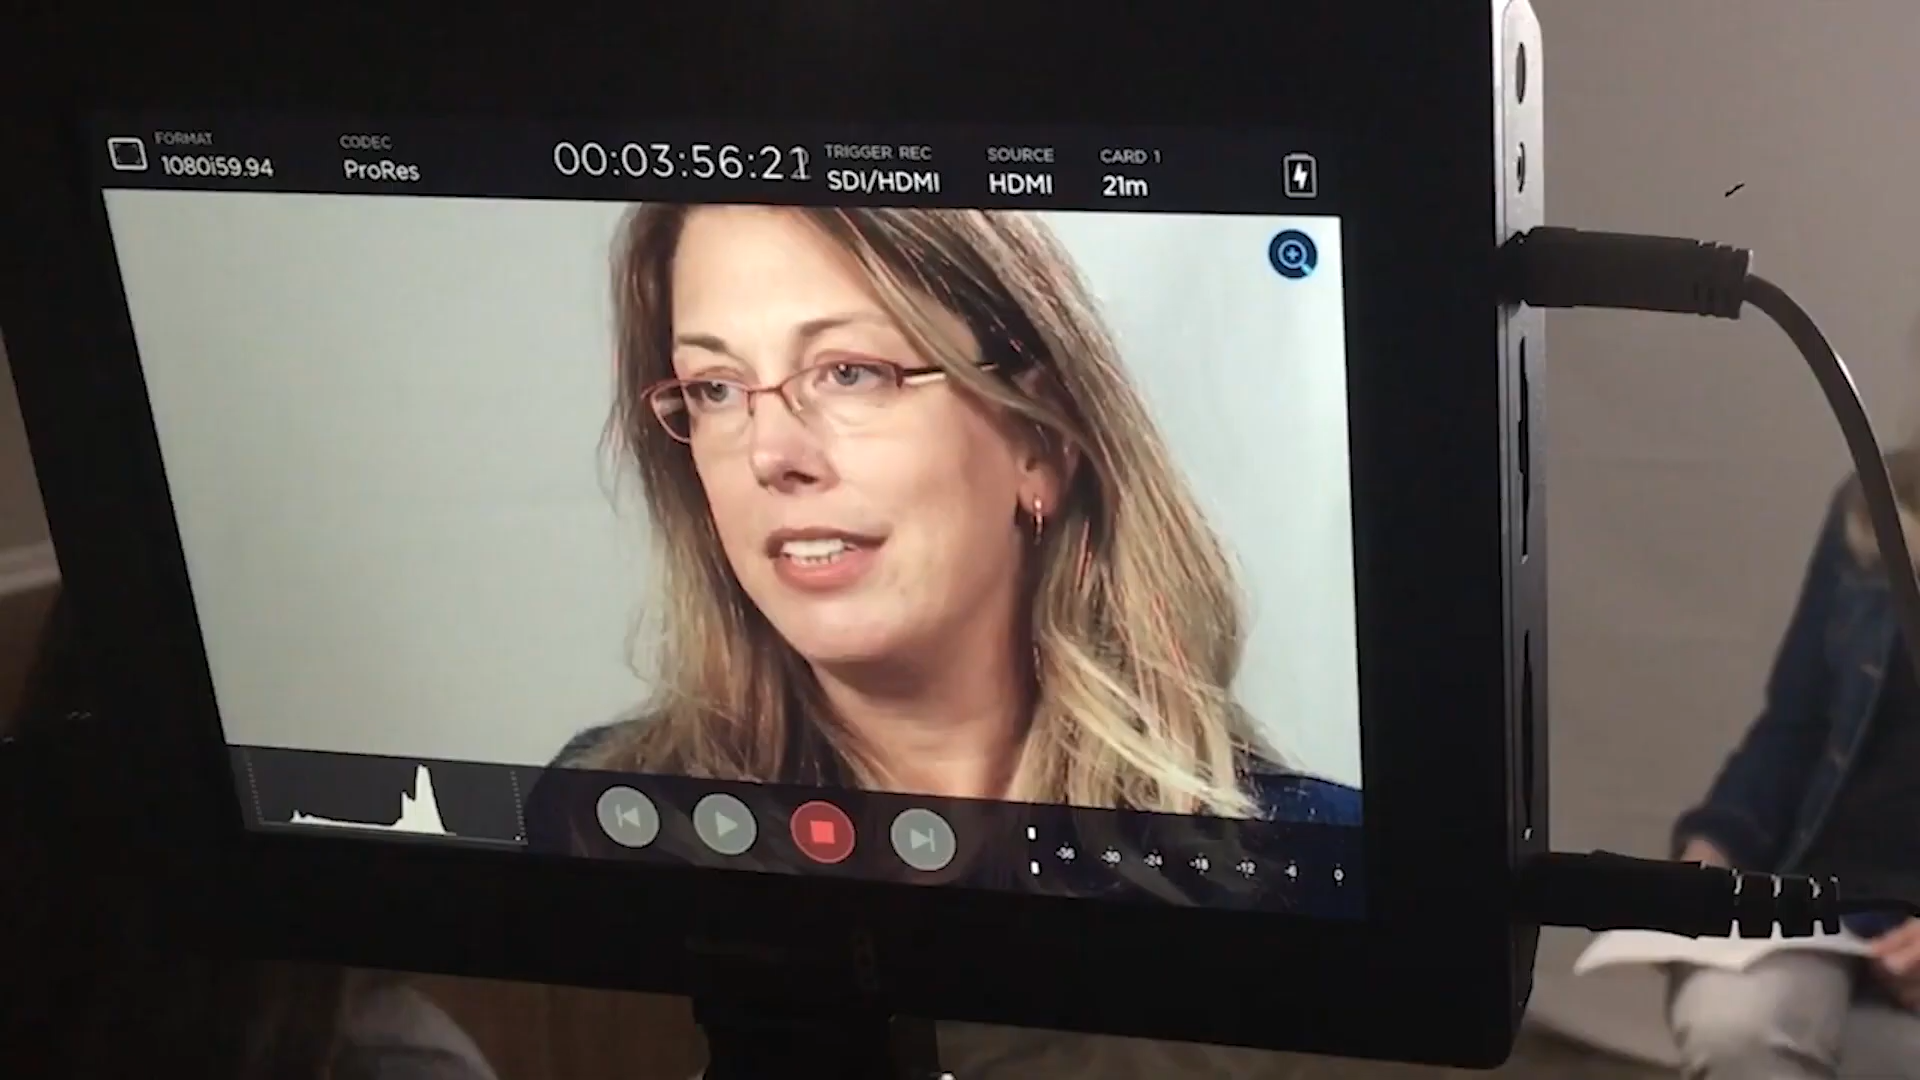 FORMAT
1080i59.94
CODEC
ProRes
00:03:56:21
TRIGGER REC
SDI/HDMI
SOURCE
HDMI
CARD 1
21m
-36 -30 -24 -18 -12 -6 0